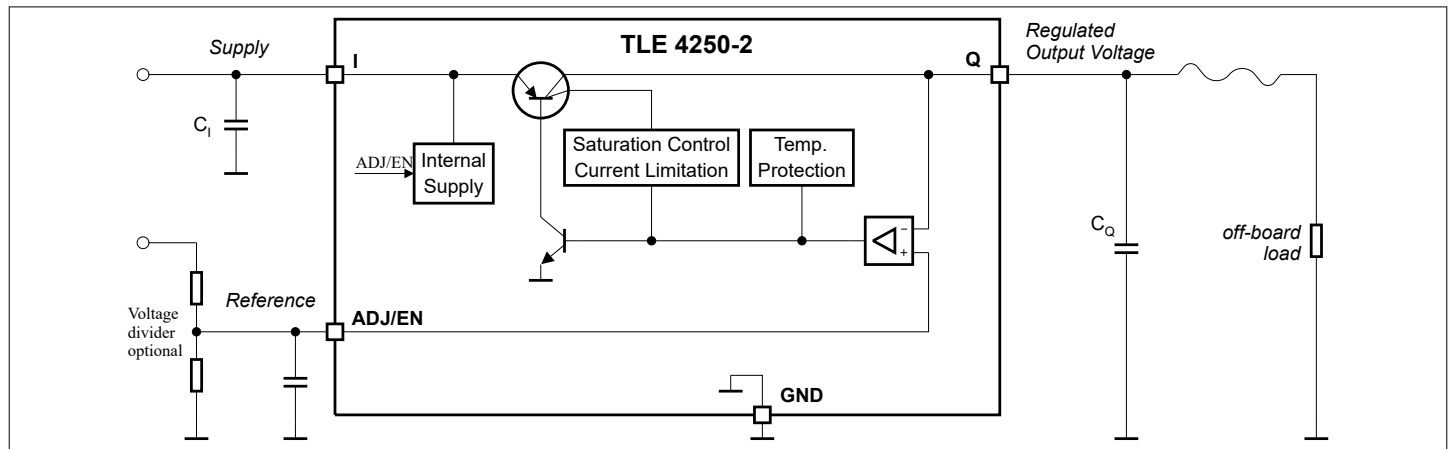 TLE 4250-2
Supply
I
Q
Regulated
Output Voltage
C_I
ADJ/EN
Internal
Supply
Saturation Control
Current Limitation
Temp.
Protection
−
+
C_Q
off-board
load
Reference
ADJ/EN
Voltage
divider
optional
GND